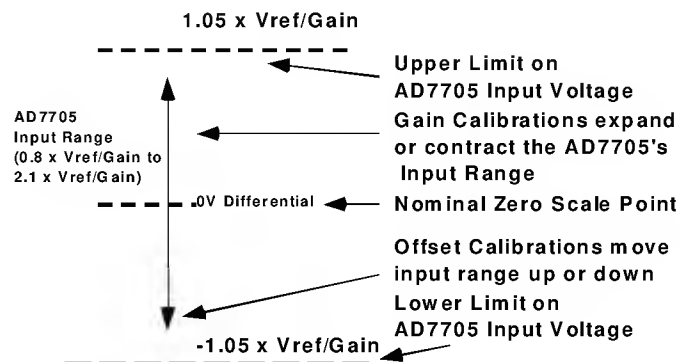 1.05 x Vref/Gain
Upper Limit on
AD7705 Input Voltage
AD7705
Input Range
(0.8 x Vref/Gain to
2.1 x Vref/Gain)
Gain Calibrations expand
or contract the AD7705's
Input Range
0V Differential
Nominal Zero Scale Point
Offset Calibrations move
input range up or down
Lower Limit on
AD7705 Input Voltage
-1.05 x Vref/Gain